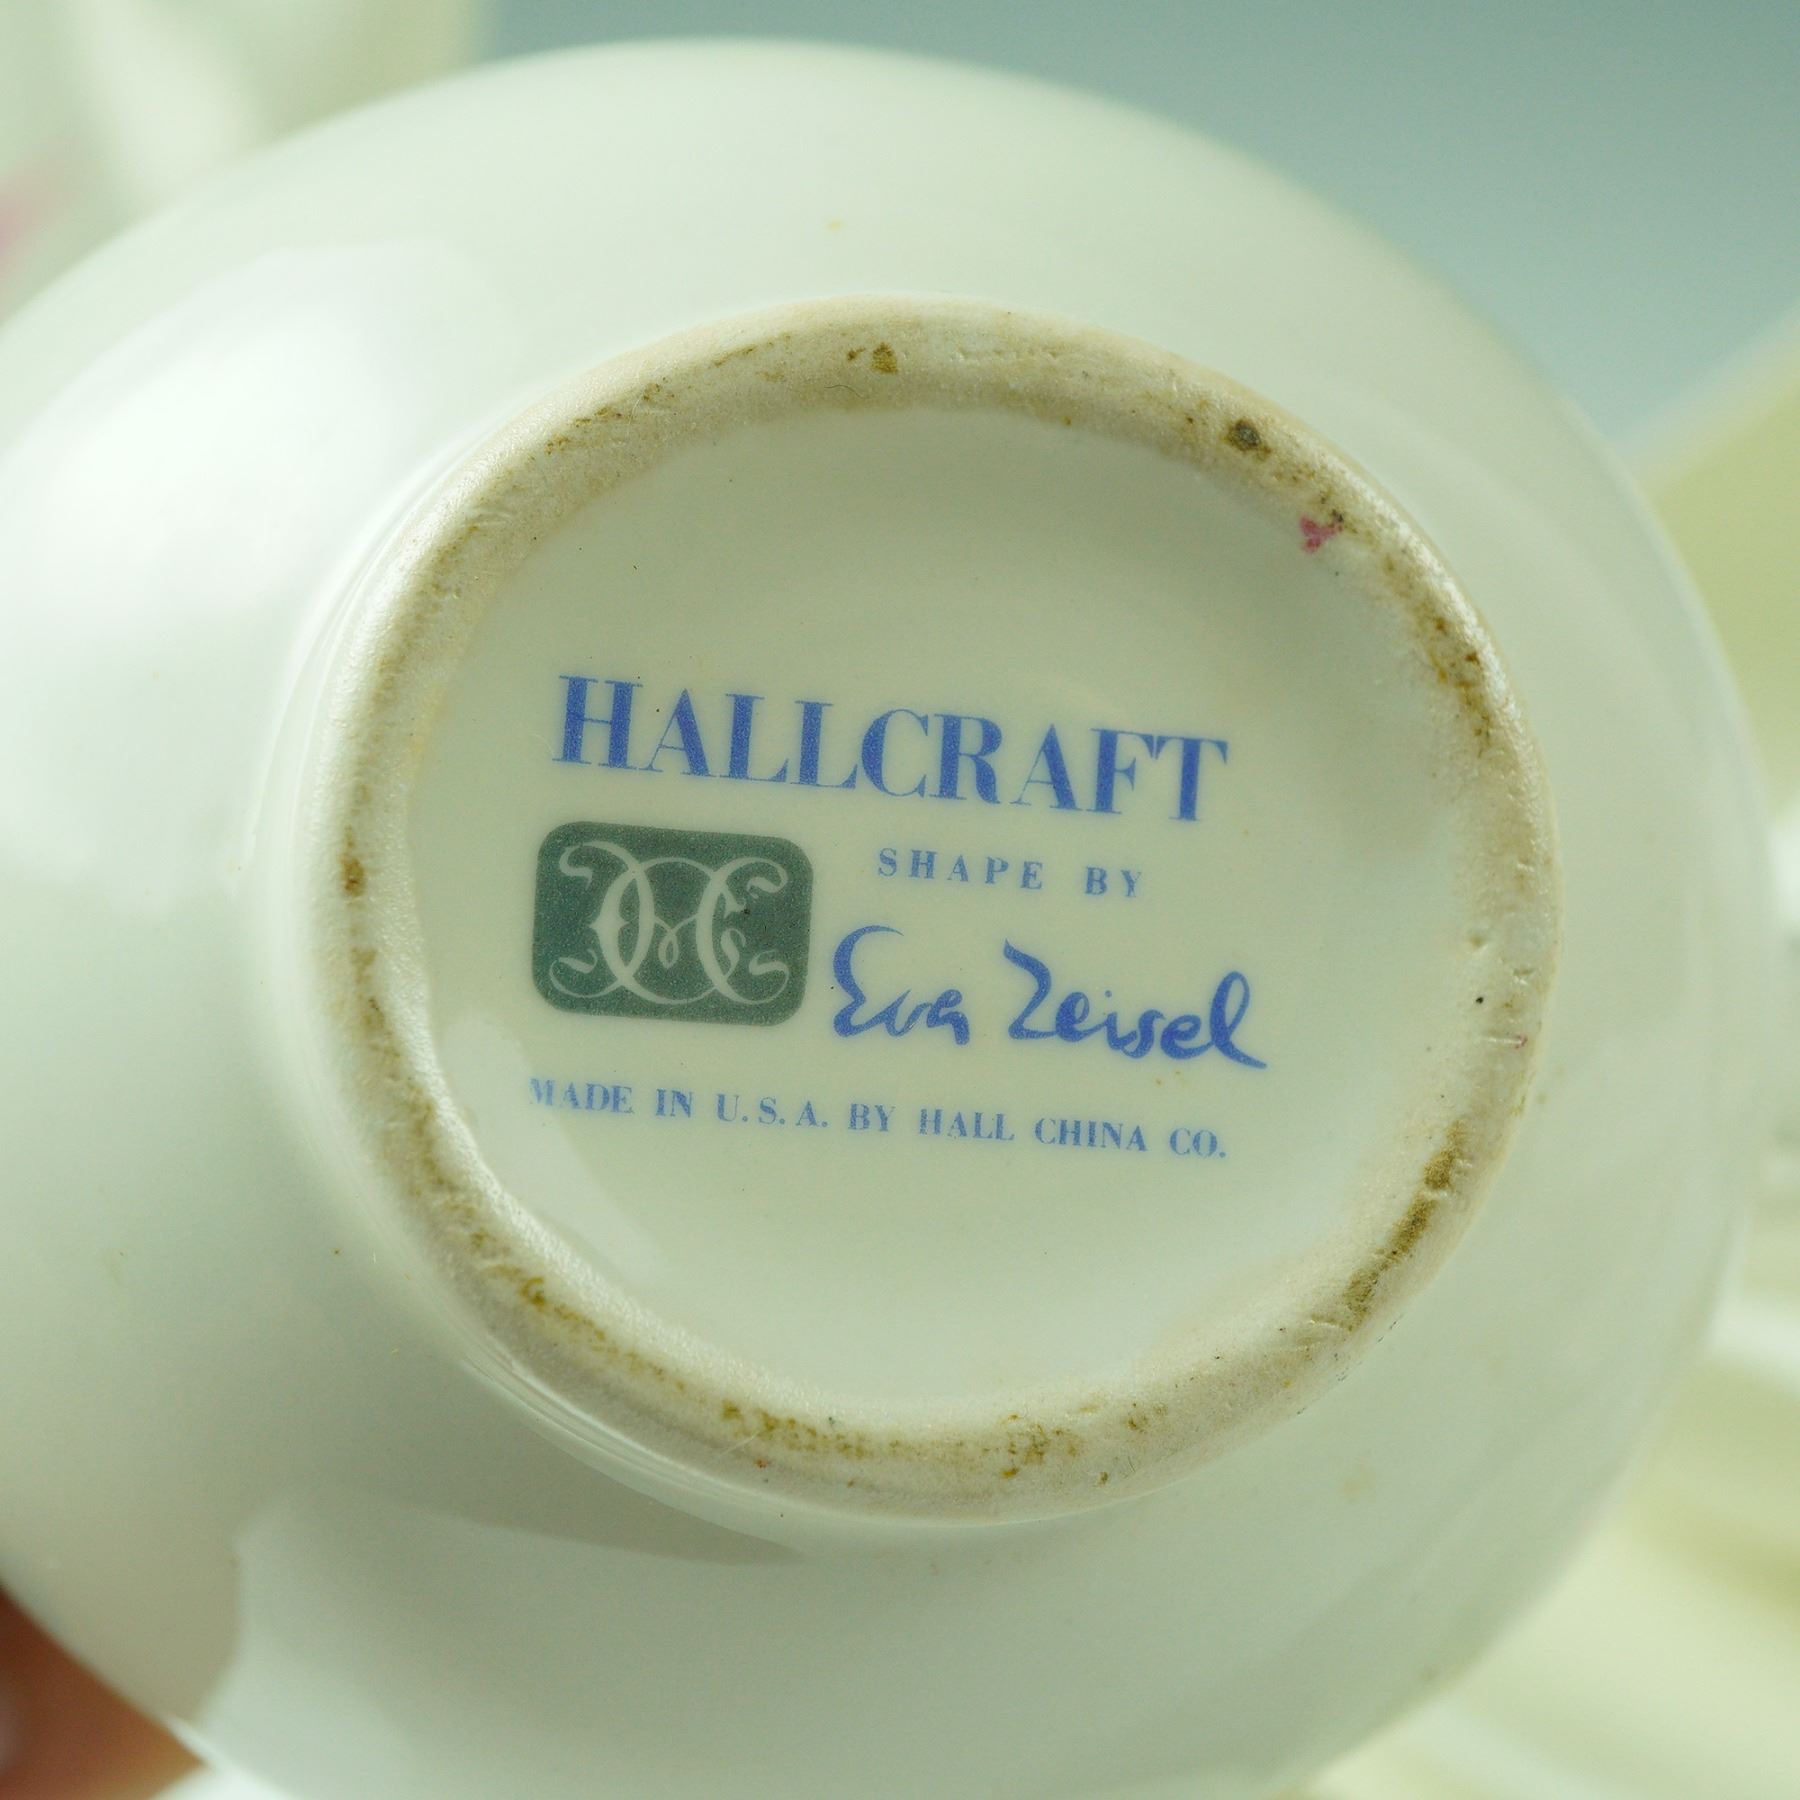 HALLCRAFT
SHAPE BY
Eva Zeisel
MADE IN U.S.A. BY HALL CHINA CO.